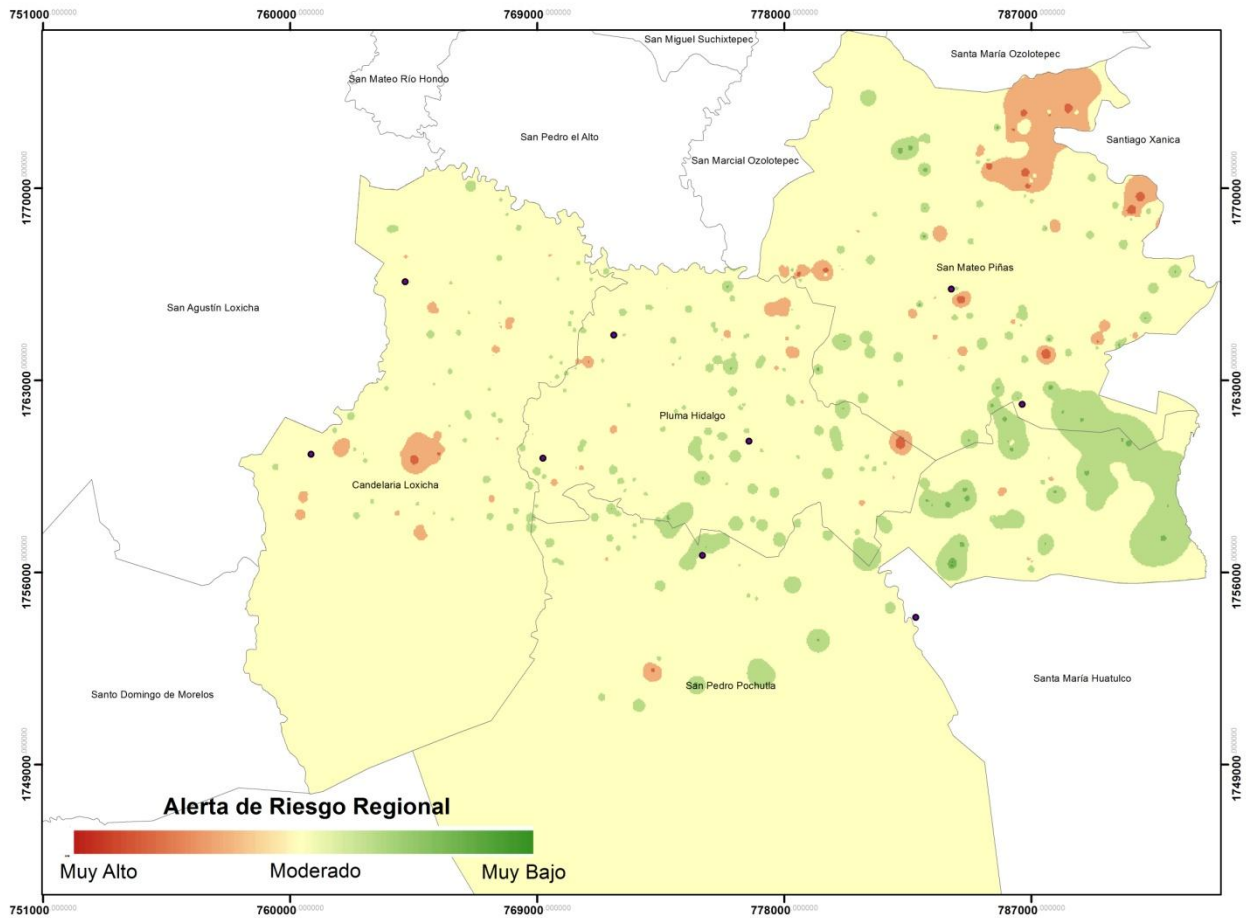 751000.000000 760000.000000 769000.000000 778000.000000 787000.000000
San Miguel Suchixtepec
Santa María Ozolotepec
San Mateo Río Hondo
San Pedro el Alto
Santiago Xanica
San Marcial Ozolotepec
1770000.000000 1770000.000000
San Mateo Piñas
San Agustín Loxicha
1763000.000000 1763000.000000
Pluma Hidalgo
Candelaria Loxicha
1756000.000000 1756000.000000
Santa María Huatulco
San Pedro Pochutla
Santo Domingo de Morelos
1749000.000000 1749000.000000
Alerta de Riesgo Regional
Muy Alto Moderado Muy Bajo
751000.000000 760000.000000 769000.000000 778000.000000 787000.000000